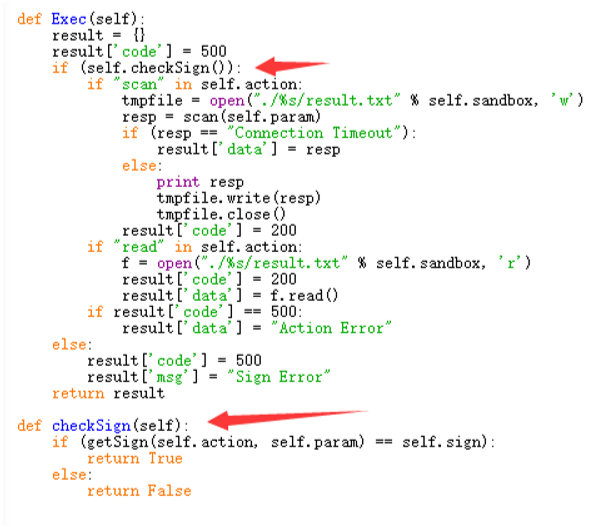 def Exec(self):
    result = {}
    result['code'] = 500
    if (self.checkSign()):
        if "scan" in self.action:
            tmpfile = open("./%s/result.txt" % self.sandbox, 'w')
            resp = scan(self.param)
            if (resp == "Connection Timeout"):
                result['data'] = resp
            else:
                print resp
                tmpfile.write(resp)
                tmpfile.close()
            result['code'] = 200
        if "read" in self.action:
            f = open("./%s/result.txt" % self.sandbox, 'r')
            result['code'] = 200
            result['data'] = f.read()
        if result['code'] == 500:
            result['data'] = "Action Error"
    else:
        result['code'] = 500
        result['msg'] = "Sign Error"
    return result
def checkSign(self):
    if (getSign(self.action, self.param) == self.sign):
        return True
    else:
        return False